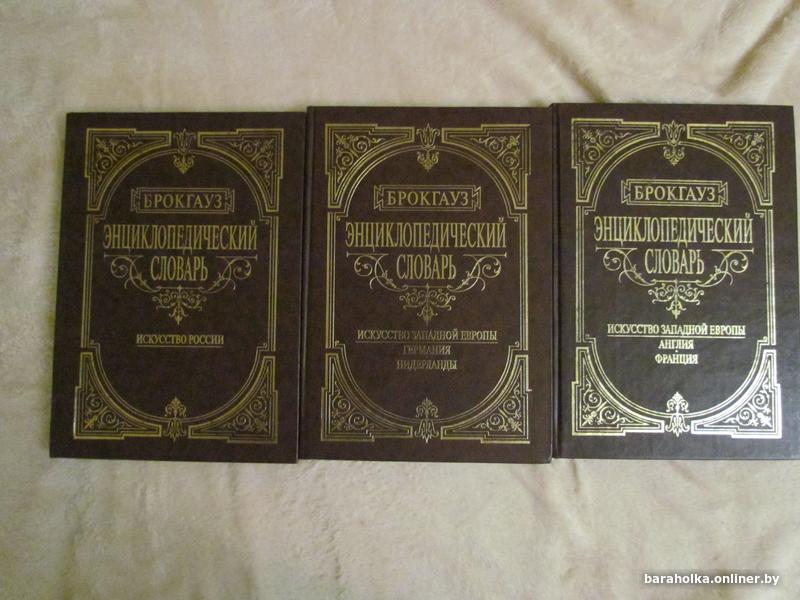 БРОКГАУЗ
ЭНЦИКЛОПЕДИЧЕСКИЙ
СЛОВАРЬ
ИСКУССТВО РОССИИ
БРОКГАУЗ
ЭНЦИКЛОПЕДИЧЕСКИЙ
СЛОВАРЬ
ИСКУССТВО ЗАПАДНОЙ ЕВРОПЫ
ГЕРМАНИЯ
НИДЕРЛАНДЫ
БРОКГАУЗ
ЭНЦИКЛОПЕДИЧЕСКИЙ
СЛОВАРЬ
ИСКУССТВО ЗАПАДНОЙ ЕВРОПЫ
АНГЛИЯ
ФРАНЦИЯ
baraholka.onliner.by